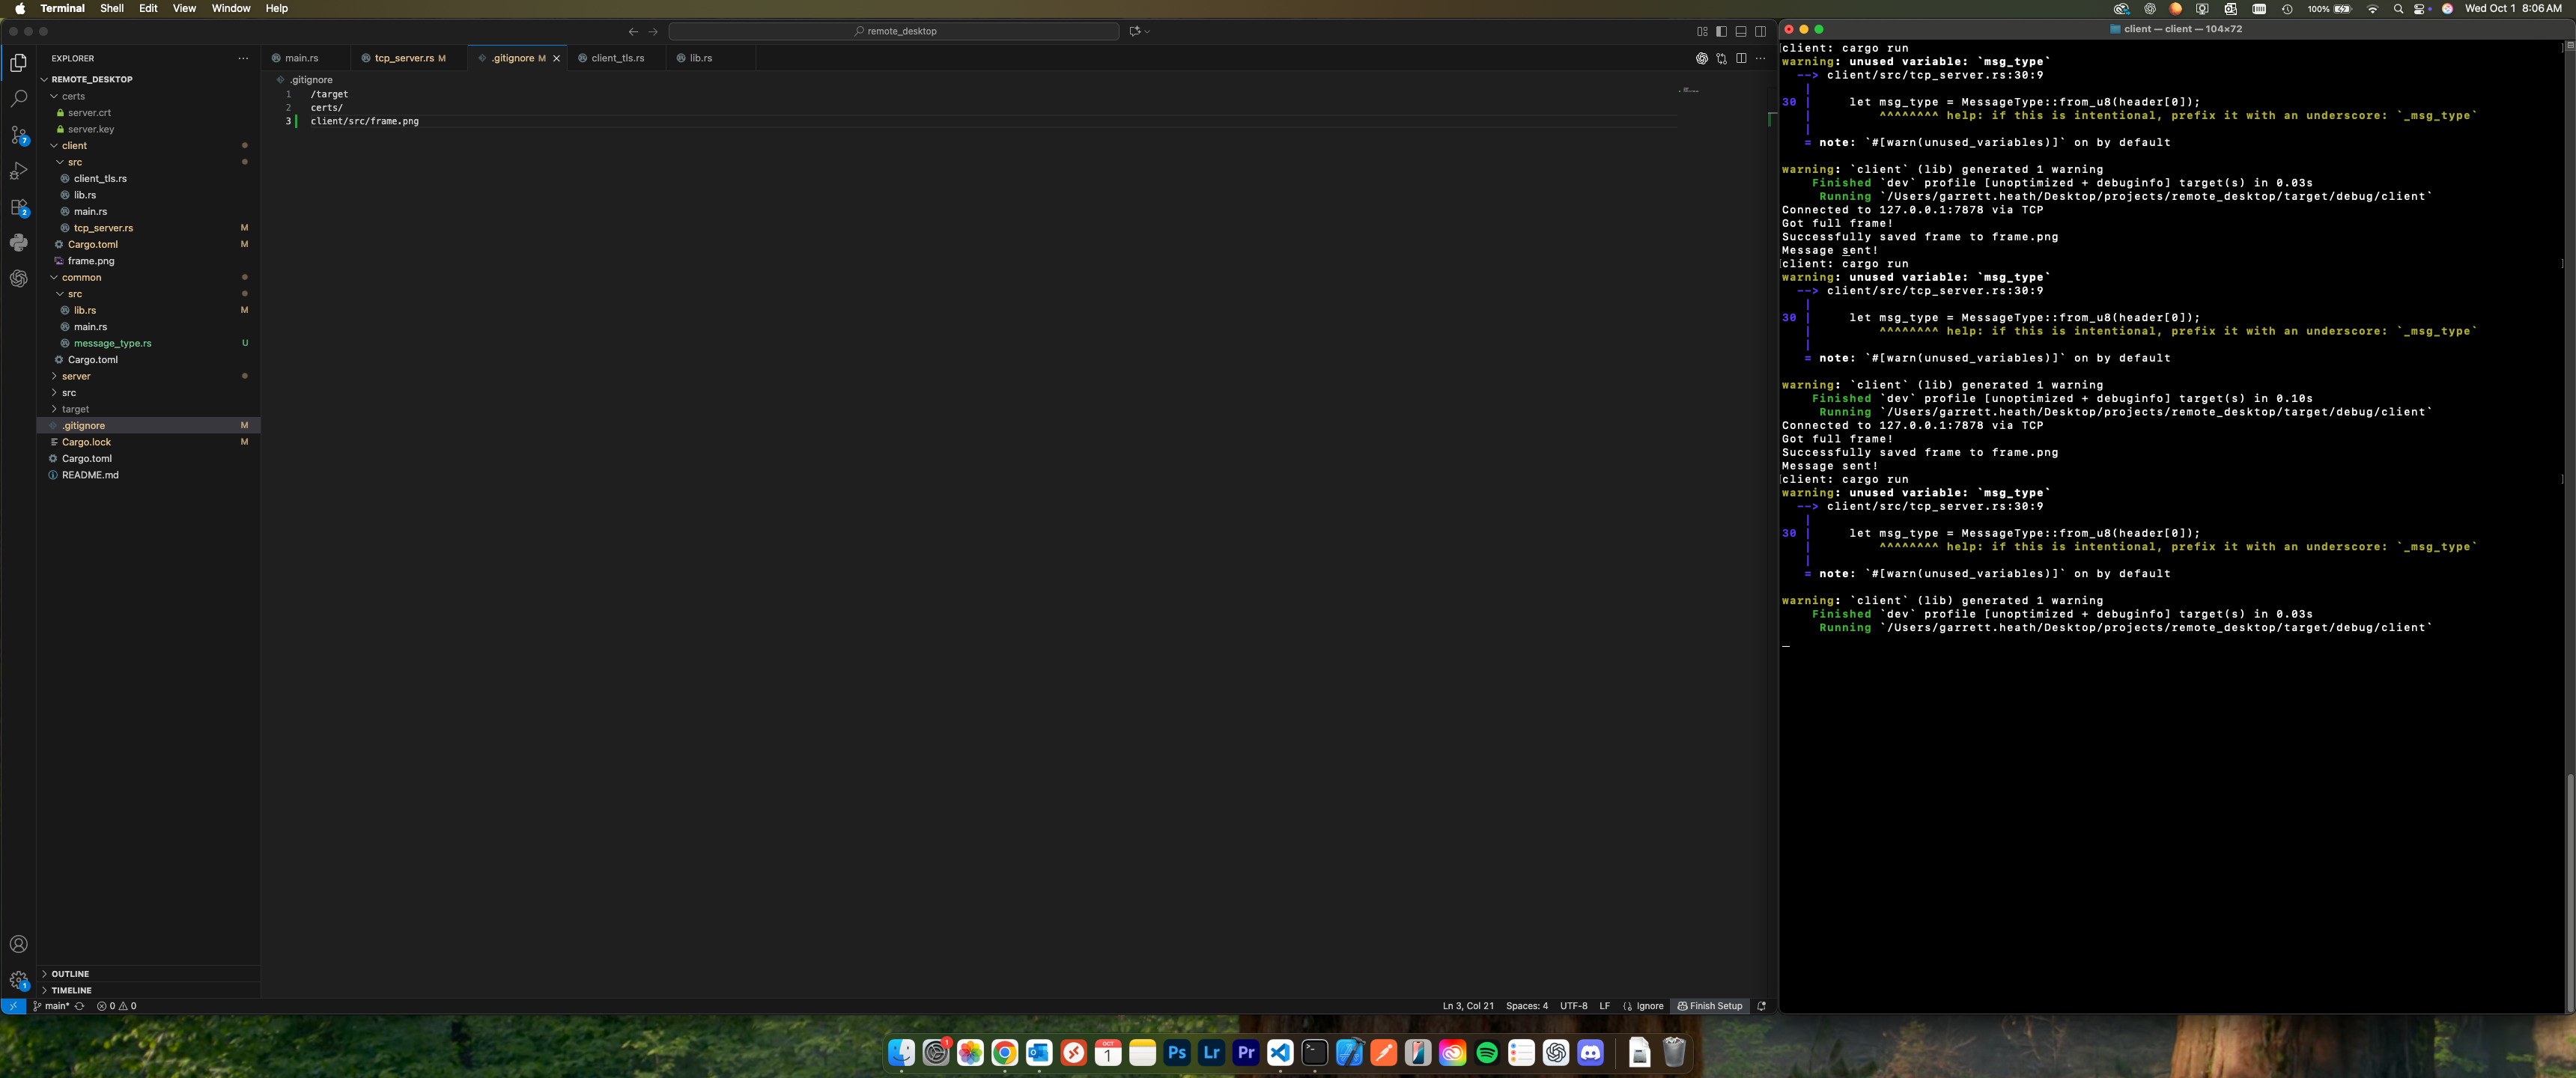 Terminal Shell Edit View Window Help
100%
Wed Oct 1 8:06 AM
remote_desktop
EXPLORER
REMOTE_DESKTOP
certs
server.crt
server.key
client
src
client_tls.rs
lib.rs
main.rs
tcp_server.rs M
Cargo.toml M
frame.png
common
src
lib.rs M
main.rs
message_type.rs U
Cargo.toml
server
src
target
.gitignore M
Cargo.lock M
Cargo.toml
README.md
OUTLINE
TIMELINE
7
2
1
main.rs
tcp_server.rs M
.gitignore M
client_tls.rs
lib.rs
.gitignore
1 /target
2 certs/
3 client/src/frame.png
main*
0 0
Ln 3, Col 21
Spaces: 4
UTF-8
LF
Ignore
Finish Setup
client — client — 104×72
[client: cargo run ]
warning: unused variable: `msg_type`
--> client/src/tcp_server.rs:30:9
|
30 | let msg_type = MessageType::from_u8(header[0]);
| ^^^^^^^^ help: if this is intentional, prefix it with an underscore: `_msg_type`
|
= note: `#[warn(unused_variables)]` on by default
warning: `client` (lib) generated 1 warning
Finished `dev` profile [unoptimized + debuginfo] target(s) in 0.03s
Running `/Users/garrett.heath/Desktop/projects/remote_desktop/target/debug/client`
Connected to 127.0.0.1:7878 via TCP
Got full frame!
Successfully saved frame to frame.png
Message sent!
[client: cargo run ]
warning: unused variable: `msg_type`
--> client/src/tcp_server.rs:30:9
|
30 | let msg_type = MessageType::from_u8(header[0]);
| ^^^^^^^^ help: if this is intentional, prefix it with an underscore: `_msg_type`
|
= note: `#[warn(unused_variables)]` on by default
warning: `client` (lib) generated 1 warning
Finished `dev` profile [unoptimized + debuginfo] target(s) in 0.10s
Running `/Users/garrett.heath/Desktop/projects/remote_desktop/target/debug/client`
Connected to 127.0.0.1:7878 via TCP
Got full frame!
Successfully saved frame to frame.png
Message sent!
[client: cargo run ]
warning: unused variable: `msg_type`
--> client/src/tcp_server.rs:30:9
|
30 | let msg_type = MessageType::from_u8(header[0]);
| ^^^^^^^^ help: if this is intentional, prefix it with an underscore: `_msg_type`
|
= note: `#[warn(unused_variables)]` on by default
warning: `client` (lib) generated 1 warning
Finished `dev` profile [unoptimized + debuginfo] target(s) in 0.03s
Running `/Users/garrett.heath/Desktop/projects/remote_desktop/target/debug/client`
1
OCT
1
Ps
Lr
Pr